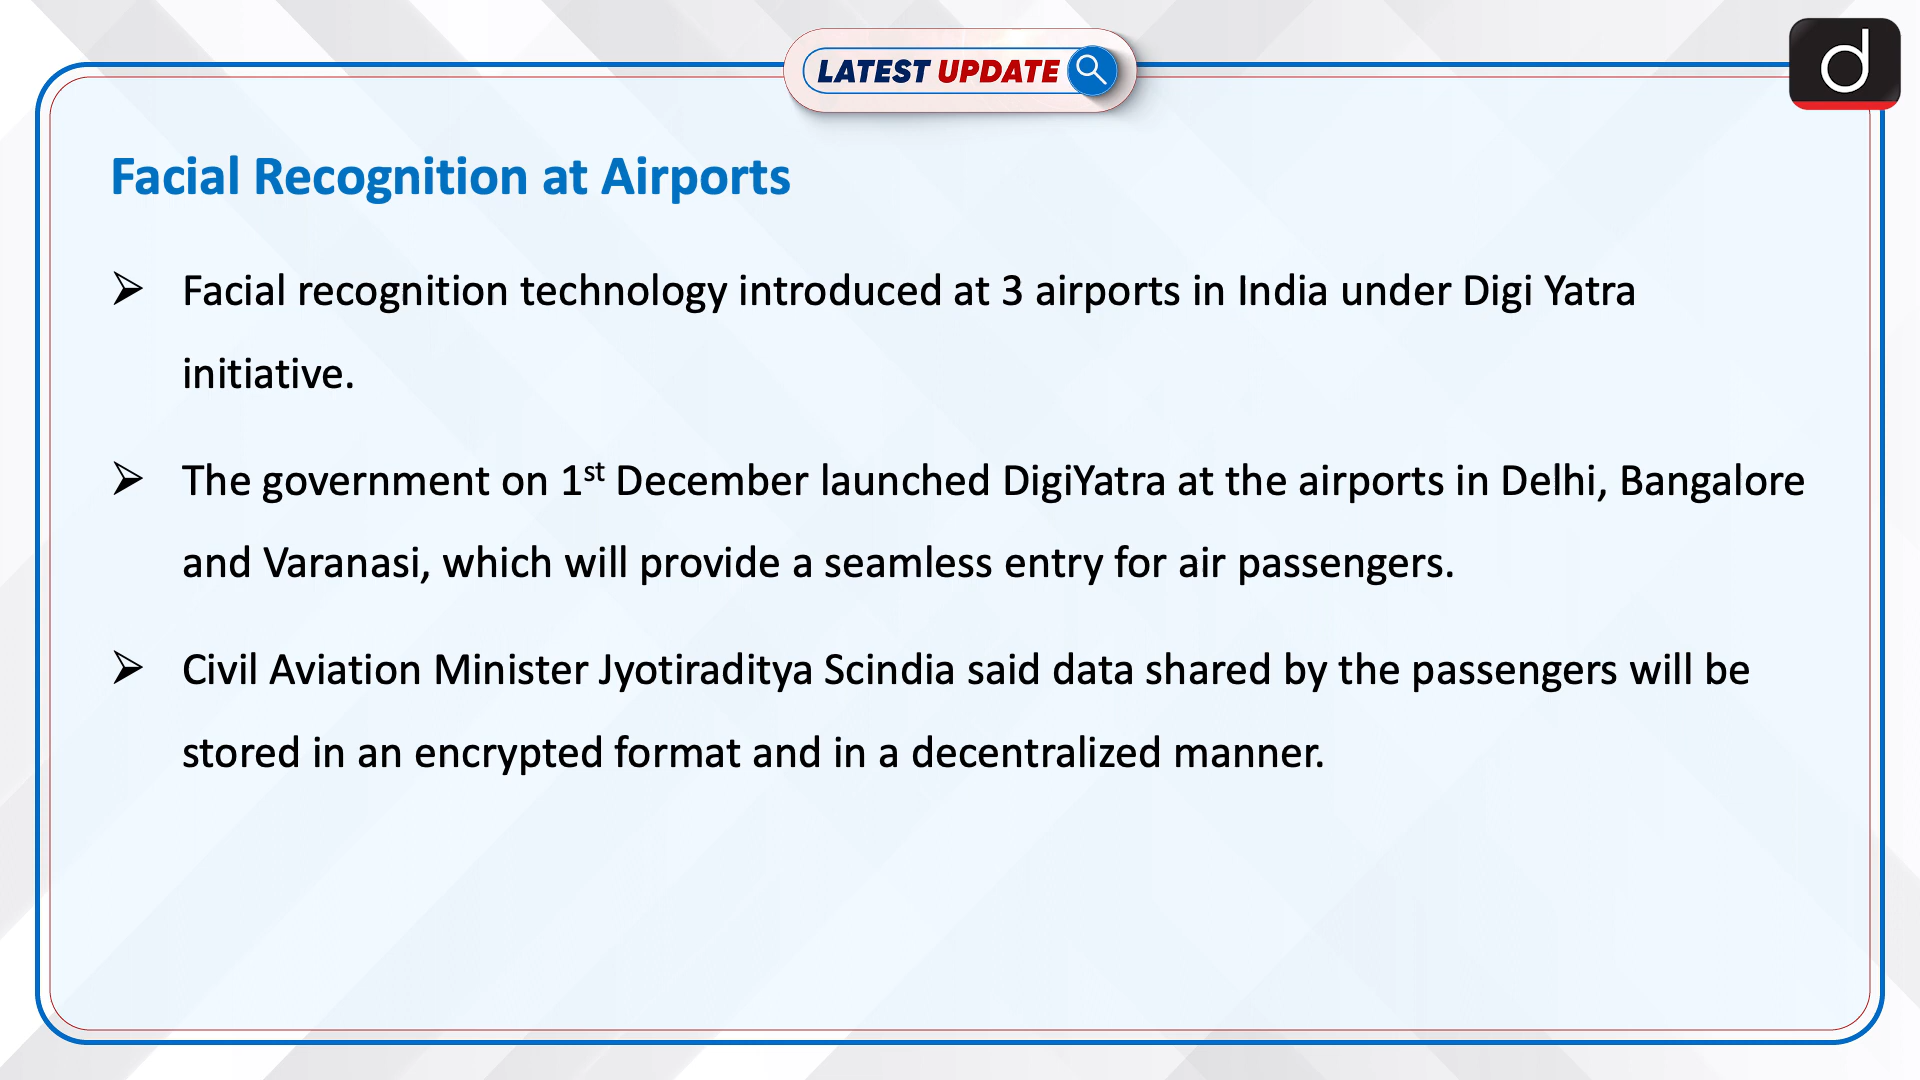 LATEST UPDATE
d
Facial Recognition at Airports
➢ Facial recognition technology introduced at 3 airports in India under Digi Yatra
initiative.
➢ The government on 1st December launched DigiYatra at the airports in Delhi, Bangalore
and Varanasi, which will provide a seamless entry for air passengers.
➢ Civil Aviation Minister Jyotiraditya Scindia said data shared by the passengers will be
stored in an encrypted format and in a decentralized manner.